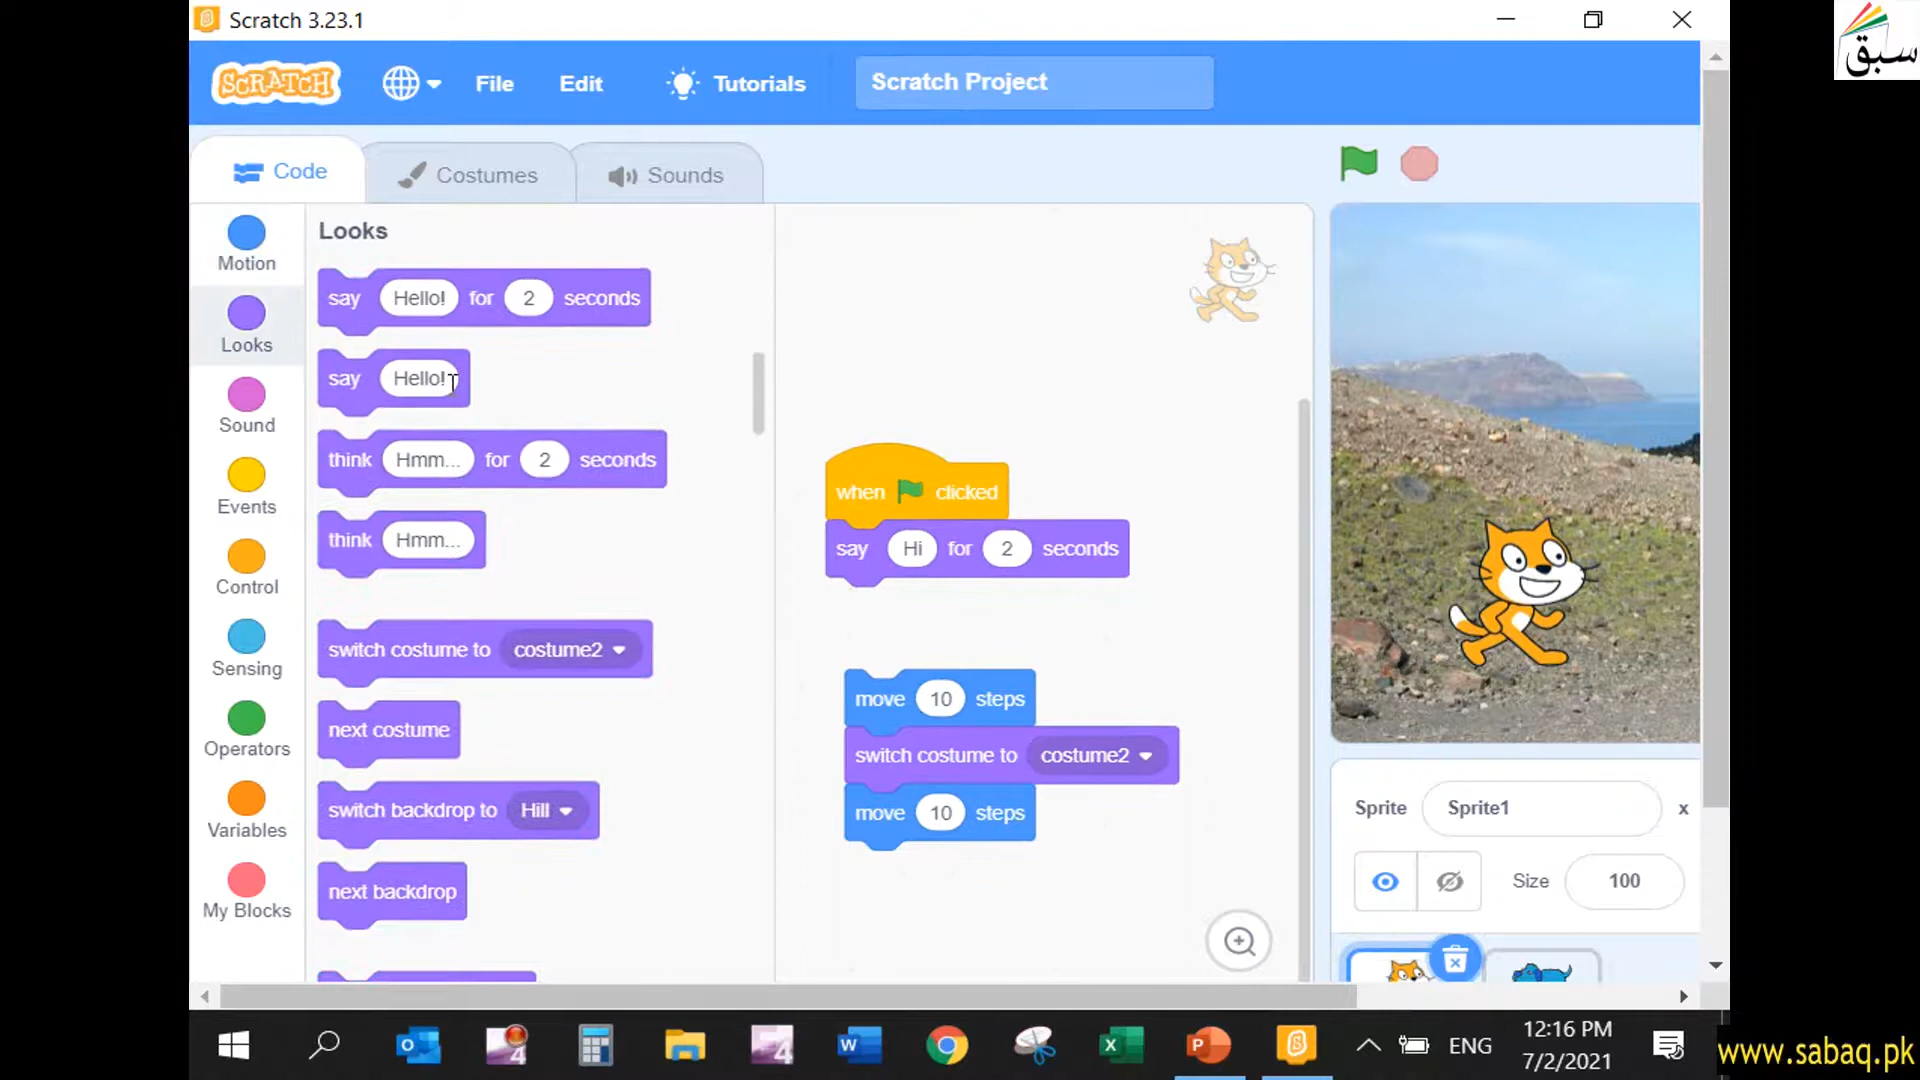 Scratch 3.23.1
سبق
SCRATCH File Edit Tutorials Scratch Project
Code Costumes Sounds
Motion
Looks
Sound
Events
Control
Sensing
Operators
Variables
My Blocks
Looks
say Hello! for 2 seconds
say Hello!
think Hmm... for 2 seconds
think Hmm...
switch costume to costume2
next costume
switch backdrop to Hill
next backdrop
when clicked
say Hi for 2 seconds
move 10 steps
switch costume to costume2
move 10 steps
Sprite Sprite1 x
Size 100
ENG
12:16 PM
7/2/2021
www.sabaq.pk